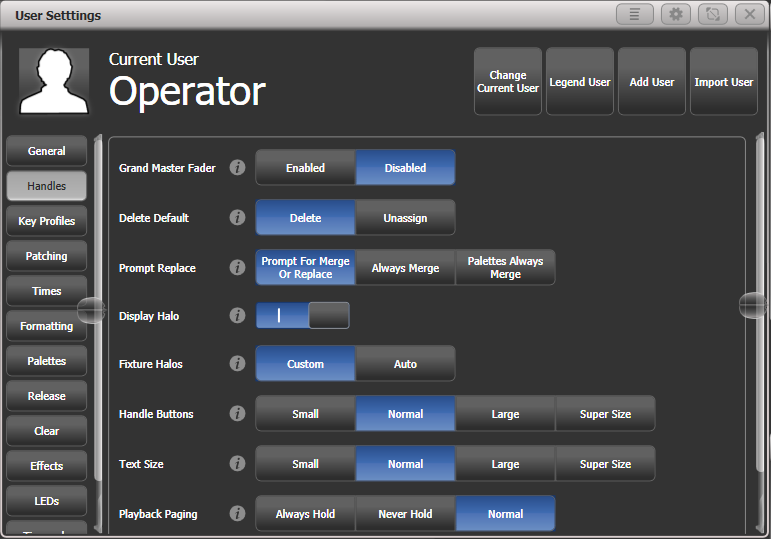 User Setttings
Current User
Operator
Change
Current User
Legend User
Add User
Import User
General
Handles
Key Profiles
Patching
Times
Formatting
Palettes
Release
Clear
Effects
LEDs
Grand Master Fader
i
Enabled
Disabled
Delete Default
i
Delete
Unassign
Prompt Replace
i
Prompt For Merge
Or Replace
Always Merge
Palettes Always
Merge
Display Halo
i
Fixture Halos
i
Custom
Auto
Handle Buttons
i
Small
Normal
Large
Super Size
Text Size
i
Small
Normal
Large
Super Size
Playback Paging
i
Always Hold
Never Hold
Normal